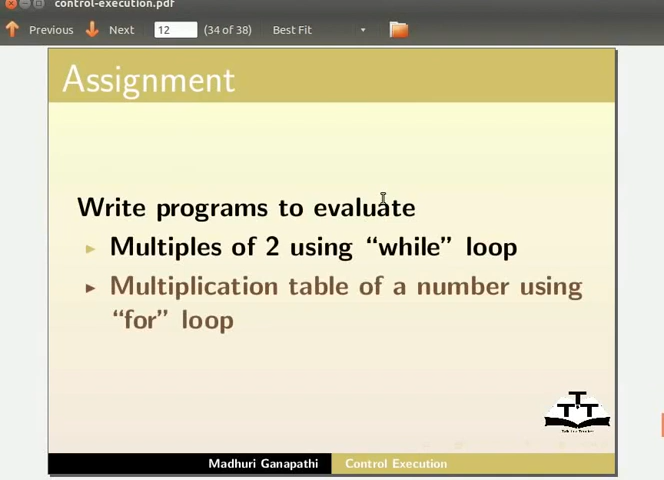 control-execution.pdf
Previous Next 12 (34 of 38) Best Fit
Assignment
Write programs to evaluate
Multiples of 2 using “while” loop
Multiplication table of a number using
“for” loop
TTT
Madhuri Ganapathi Control Execution